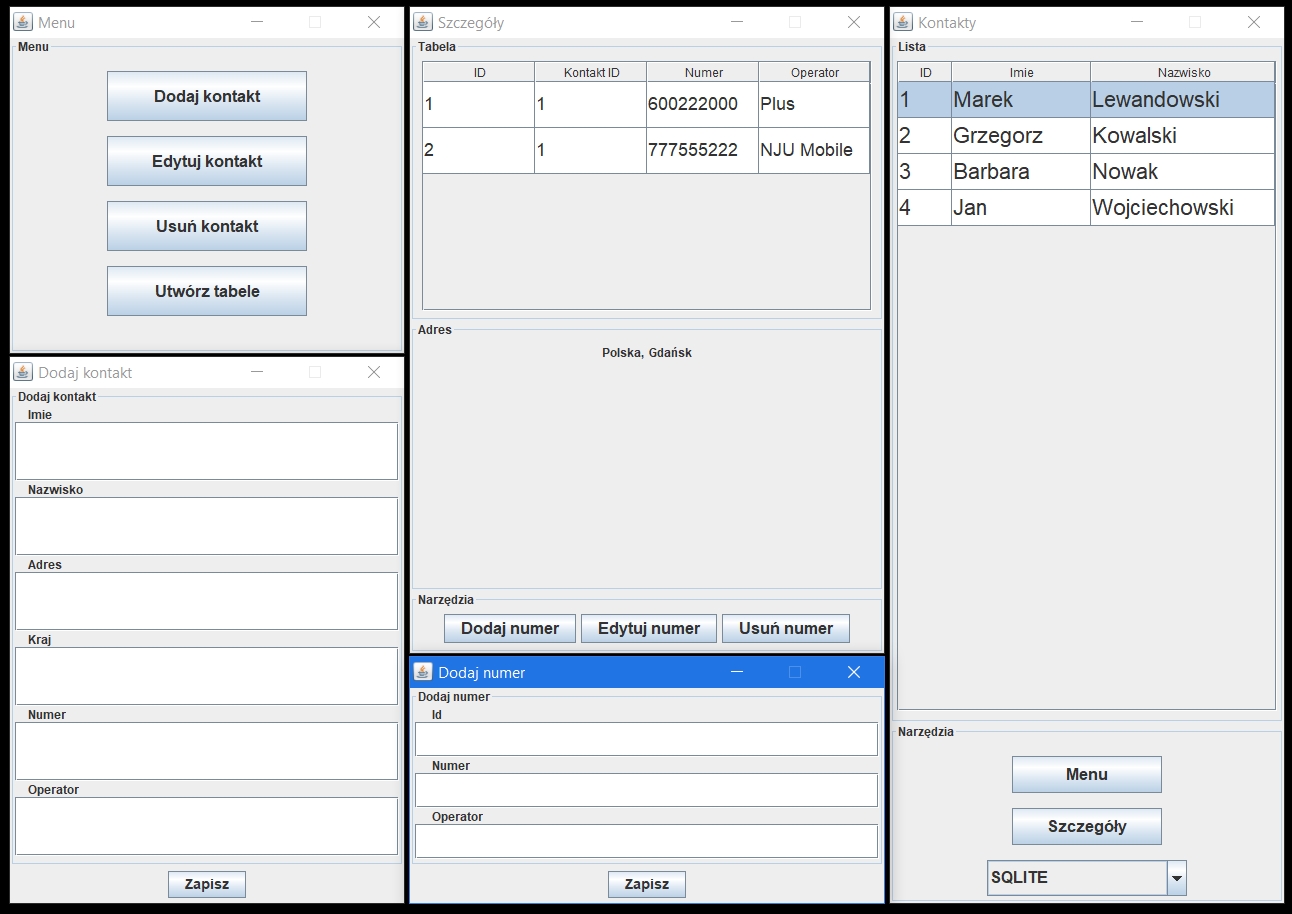 Menu
Menu
Dodaj kontakt
Edytuj kontakt
Usuń kontakt
Utwórz tabele
Dodaj kontakt
Dodaj kontakt
Imie
Nazwisko
Adres
Kraj
Numer
Operator
Zapisz
Szczegóły
Tabela
ID Kontakt ID Numer Operator
1 1 600222000 Plus
2 1 777555222 NJU Mobile
Adres
Polska, Gdańsk
Narzędzia
Dodaj numer Edytuj numer Usuń numer
Dodaj numer
Dodaj numer
Id
Numer
Operator
Zapisz
Kontakty
Lista
ID Imie Nazwisko
1 Marek Lewandowski
2 Grzegorz Kowalski
3 Barbara Nowak
4 Jan Wojciechowski
Narzędzia
Menu
Szczegóły
SQLITE